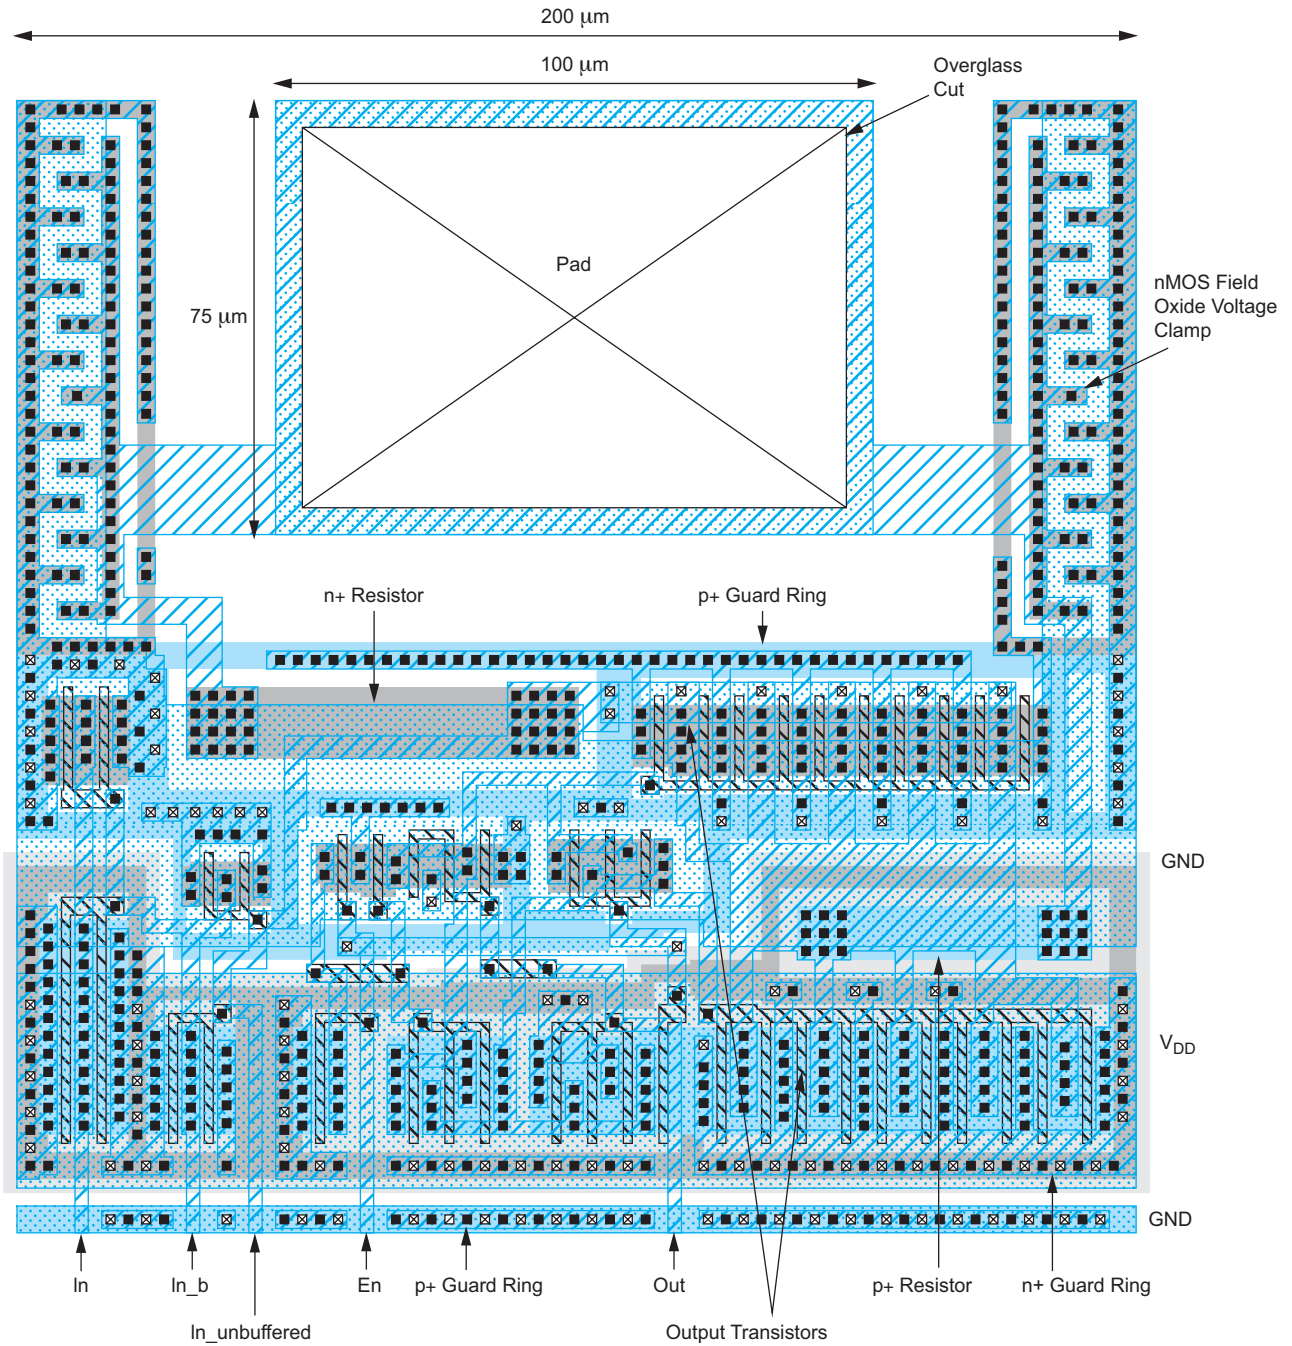 200 μm
100 μm
Overglass
Cut
Pad
75 μm
nMOS Field
Oxide Voltage
Clamp
n+ Resistor
p+ Guard Ring
GND
VDD
GND
In
In_b
En
p+ Guard Ring
Out
p+ Resistor
n+ Guard Ring
In_unbuffered
Output Transistors